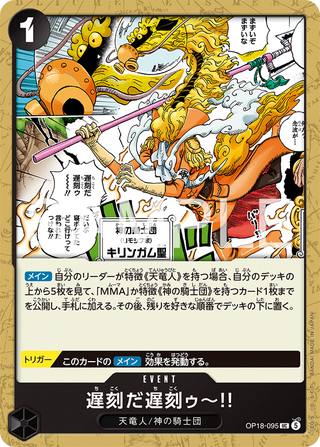 1
まずいぞ
まずいな
遅刻だ
遅刻
ゥ〜!!
神の騎士団
キリンガム聖
SAMPLE
メイン 自分のリーダーが特徴《天竜人》を持つ場合、自分のデッキの
上から5枚を見て、「MMA」か特徴《神の騎士団》を持つカード1枚まで
を公開し、手札に加える。その後、残りを好きな順番でデッキの下に置く。
トリガー このカードの メイン 効果を発動する。
EVENT
遅刻だ遅刻ゥ〜!!
天竜人/神の騎士団
OP18-095 UC 5